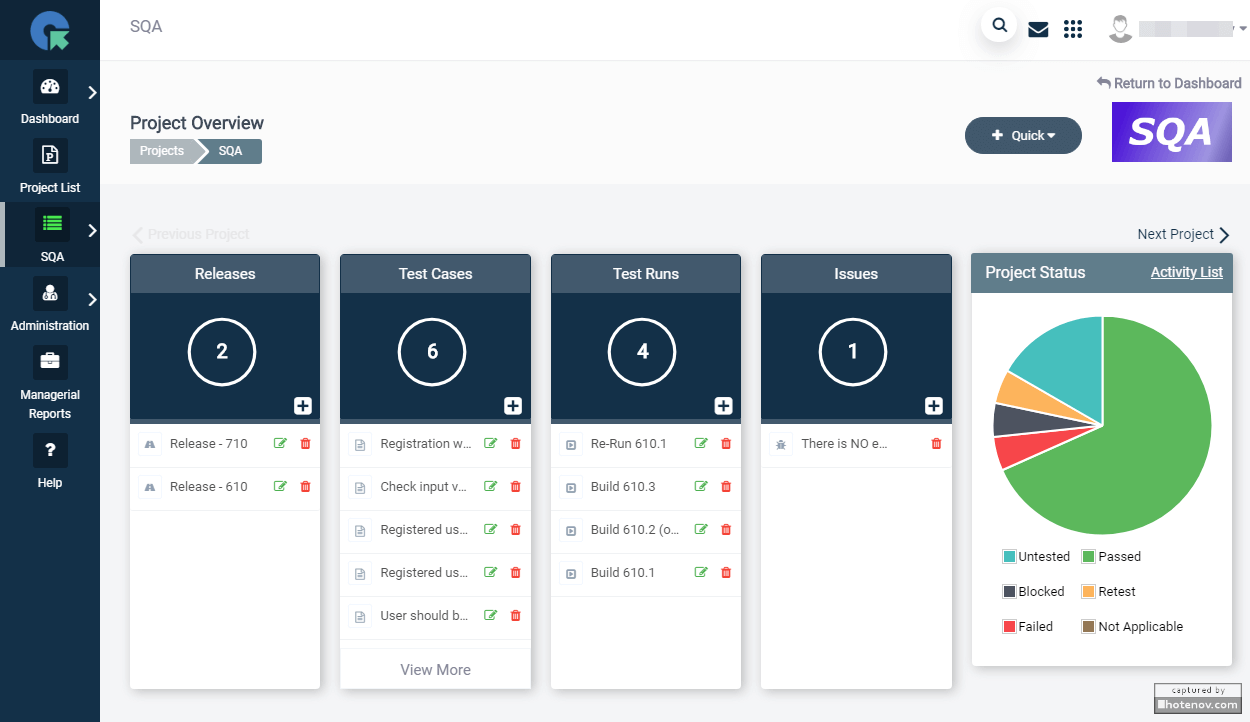 SQA
Return to Dashboard
Project Overview
Projects
SQA
Quick
SQA
Dashboard
Project List
SQA
Administration
Managerial
Reports
Help
Previous Project
Next Project
Releases
2
Release - 710
Release - 610
Test Cases
6
Registration w...
Check input v...
Registered us...
Registered us...
User should b...
View More
Test Runs
4
Re-Run 610.1
Build 610.3
Build 610.2 (o...
Build 610.1
Issues
1
There is NO e...
Project Status
Activity List
Untested
Passed
Blocked
Retest
Failed
Not Applicable
captured by
hotenov.com